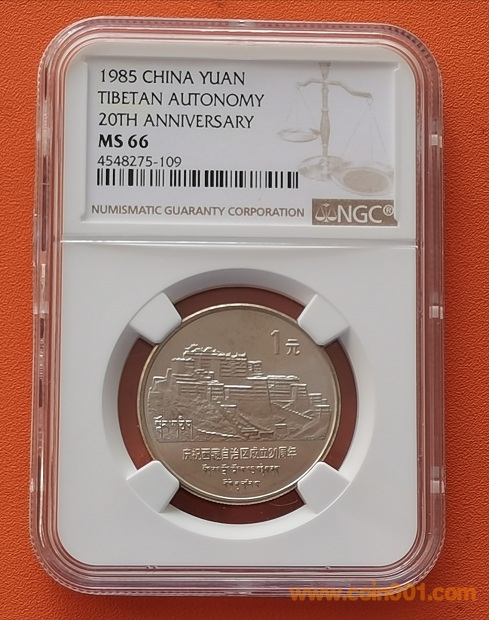 1985 CHINA YUAN
TIBETAN AUTONOMY
20TH ANNIVERSARY
MS 66
4548275-109
NUMISMATIC GUARANTY CORPORATION
NGC®
1元
庆祝西藏自治区成立20周年
www.coin001.com